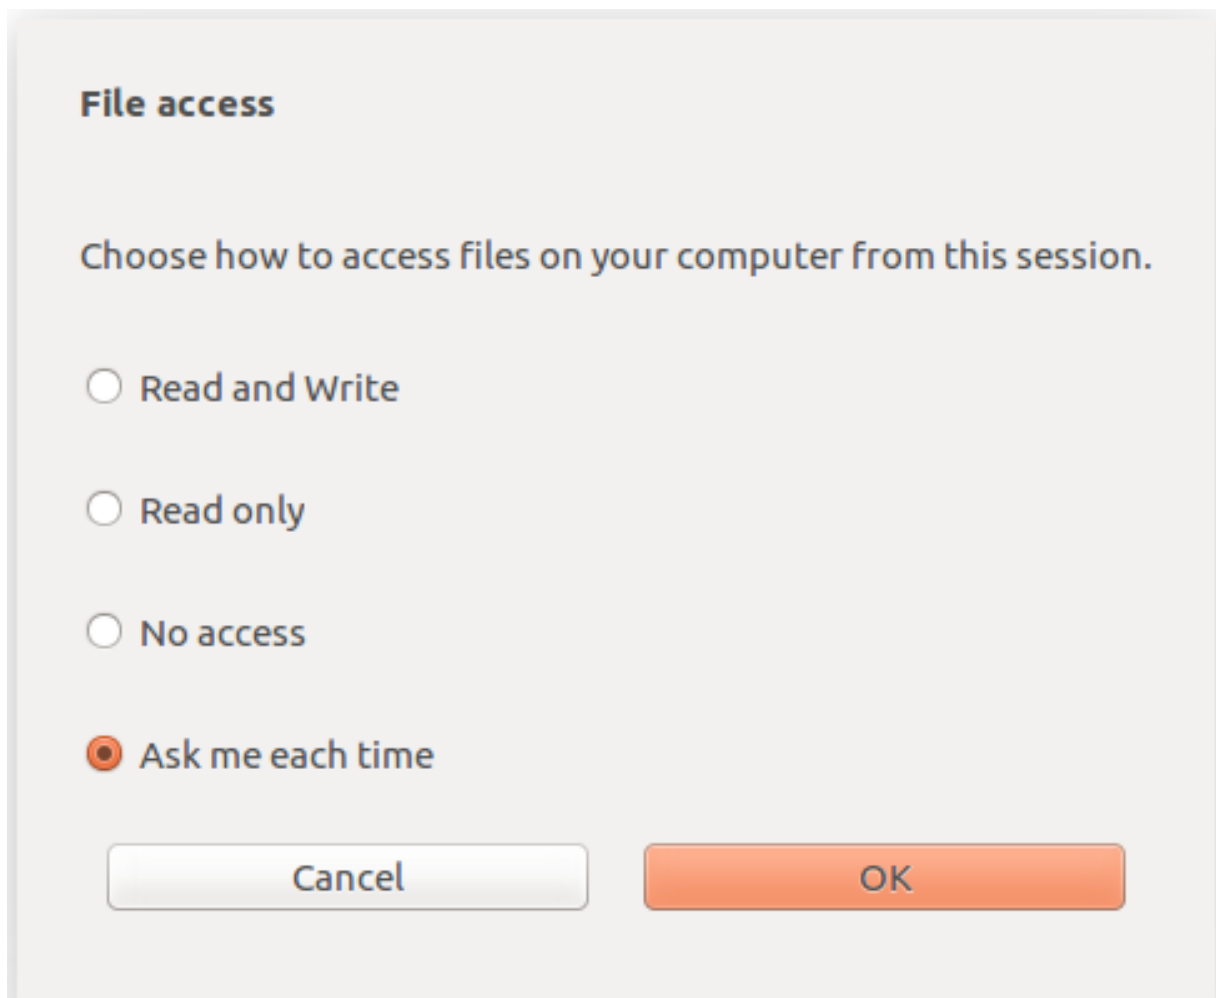 File access
Choose how to access files on your computer from this session.
Read and Write
Read only
No access
Ask me each time
Cancel
OK